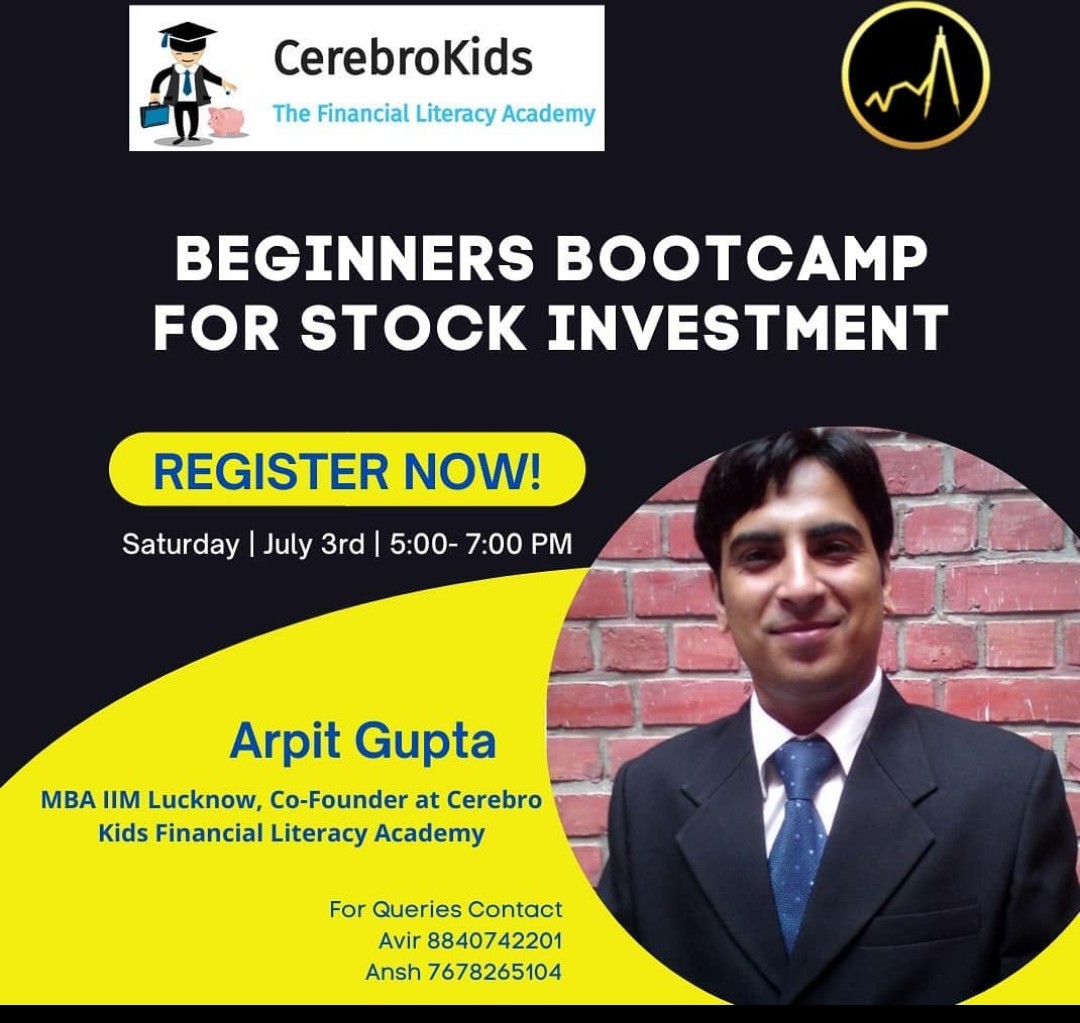 CerebroKids
The Financial Literacy Academy
BEGINNERS BOOTCAMP
FOR STOCK INVESTMENT
REGISTER NOW!
Saturday | July 3rd | 5:00- 7:00 PM
Arpit Gupta
MBA IIM Lucknow, Co-Founder at Cerebro
Kids Financial Literacy Academy
For Queries Contact
Avir 8840742201
Ansh 7678265104